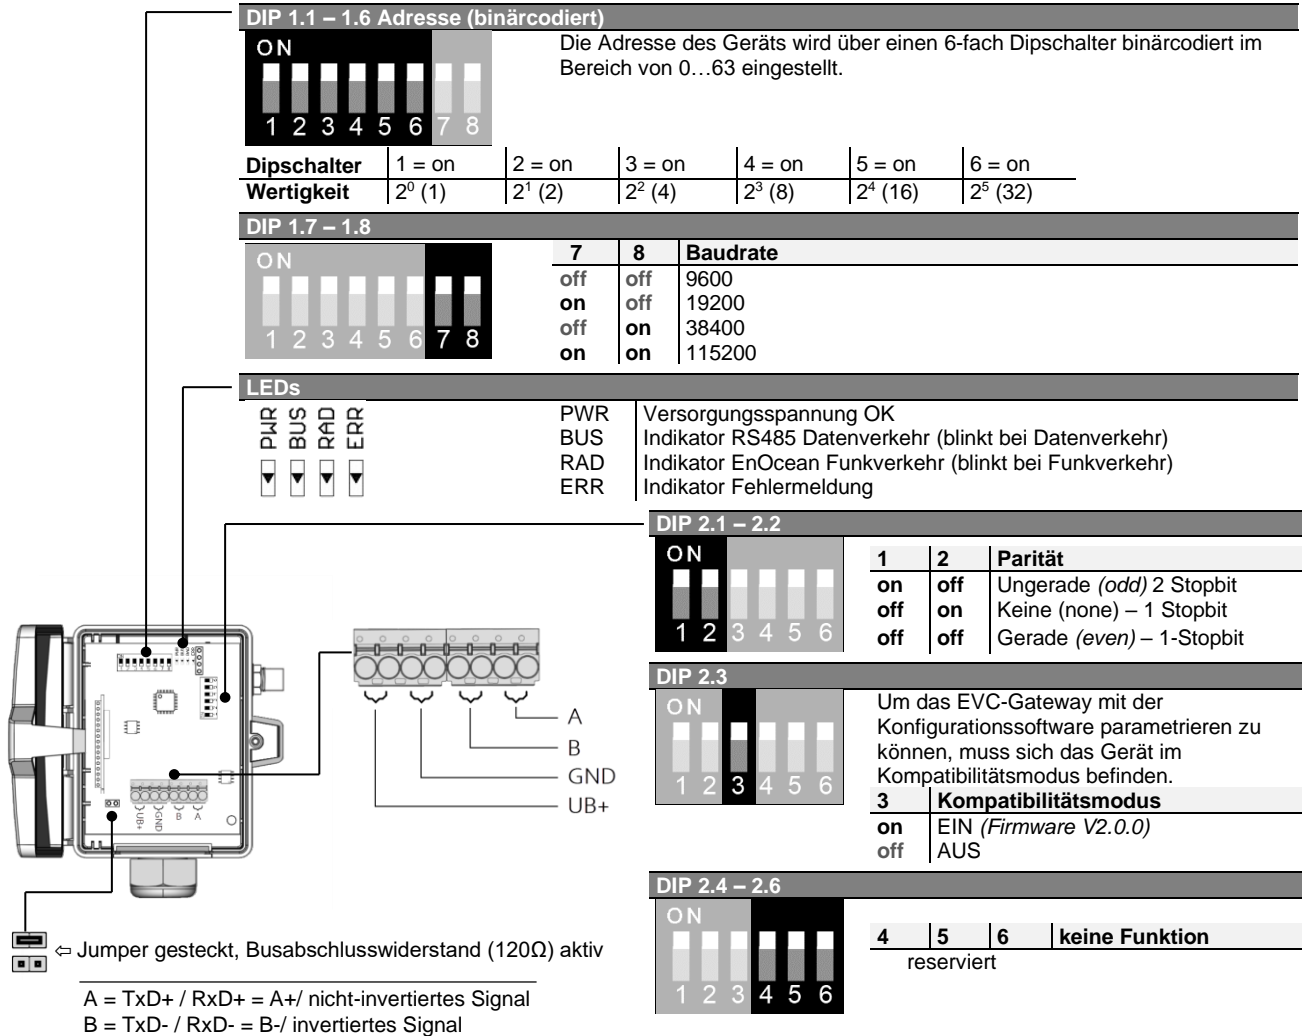 DIP 1.1 – 1.6 Adresse (binärcodiert)
ON
1 2 3 4 5 6 7 8
Die Adresse des Geräts wird über einen 6-fach Dipschalter binärcodiert im
Bereich von 0…63 eingestellt.
Dipschalter 1 = on 2 = on 3 = on 4 = on 5 = on 6 = on
Wertigkeit 2⁰ (1) 2¹ (2) 2² (4) 2³ (8) 2⁴ (16) 2⁵ (32)
DIP 1.7 – 1.8
ON
1 2 3 4 5 6 7 8
7 8 Baudrate
off off 9600
on off 19200
off on 38400
on on 115200
LEDs
PWR
BUS
RAD
ERR
PWR Versorgungsspannung OK
BUS Indikator RS485 Datenverkehr (blinkt bei Datenverkehr)
RAD Indikator EnOcean Funkverkehr (blinkt bei Funkverkehr)
ERR Indikator Fehlermeldung
DIP 2.1 – 2.2
ON
1 2 3 4 5 6
1 2 Parität
on off Ungerade (odd) 2 Stopbit
off on Keine (none) – 1 Stopbit
off off Gerade (even) – 1-Stopbit
A
B
GND
UB+
UB+
GND
B
A
DIP 2.3
ON
1 2 3 4 5 6
Um das EVC-Gateway mit der
Konfigurationssoftware parametrieren zu
können, muss sich das Gerät im
Kompatibilitätsmodus befinden.
3 Kompatibilitätsmodus
on EIN (Firmware V2.0.0)
off AUS
DIP 2.4 – 2.6
ON
1 2 3 4 5 6
4 5 6 keine Funktion
reserviert
⇦ Jumper gesteckt, Busabschlusswiderstand (120Ω) aktiv
A = TxD+ / RxD+ = A+/ nicht-invertiertes Signal
B = TxD- / RxD- = B-/ invertiertes Signal